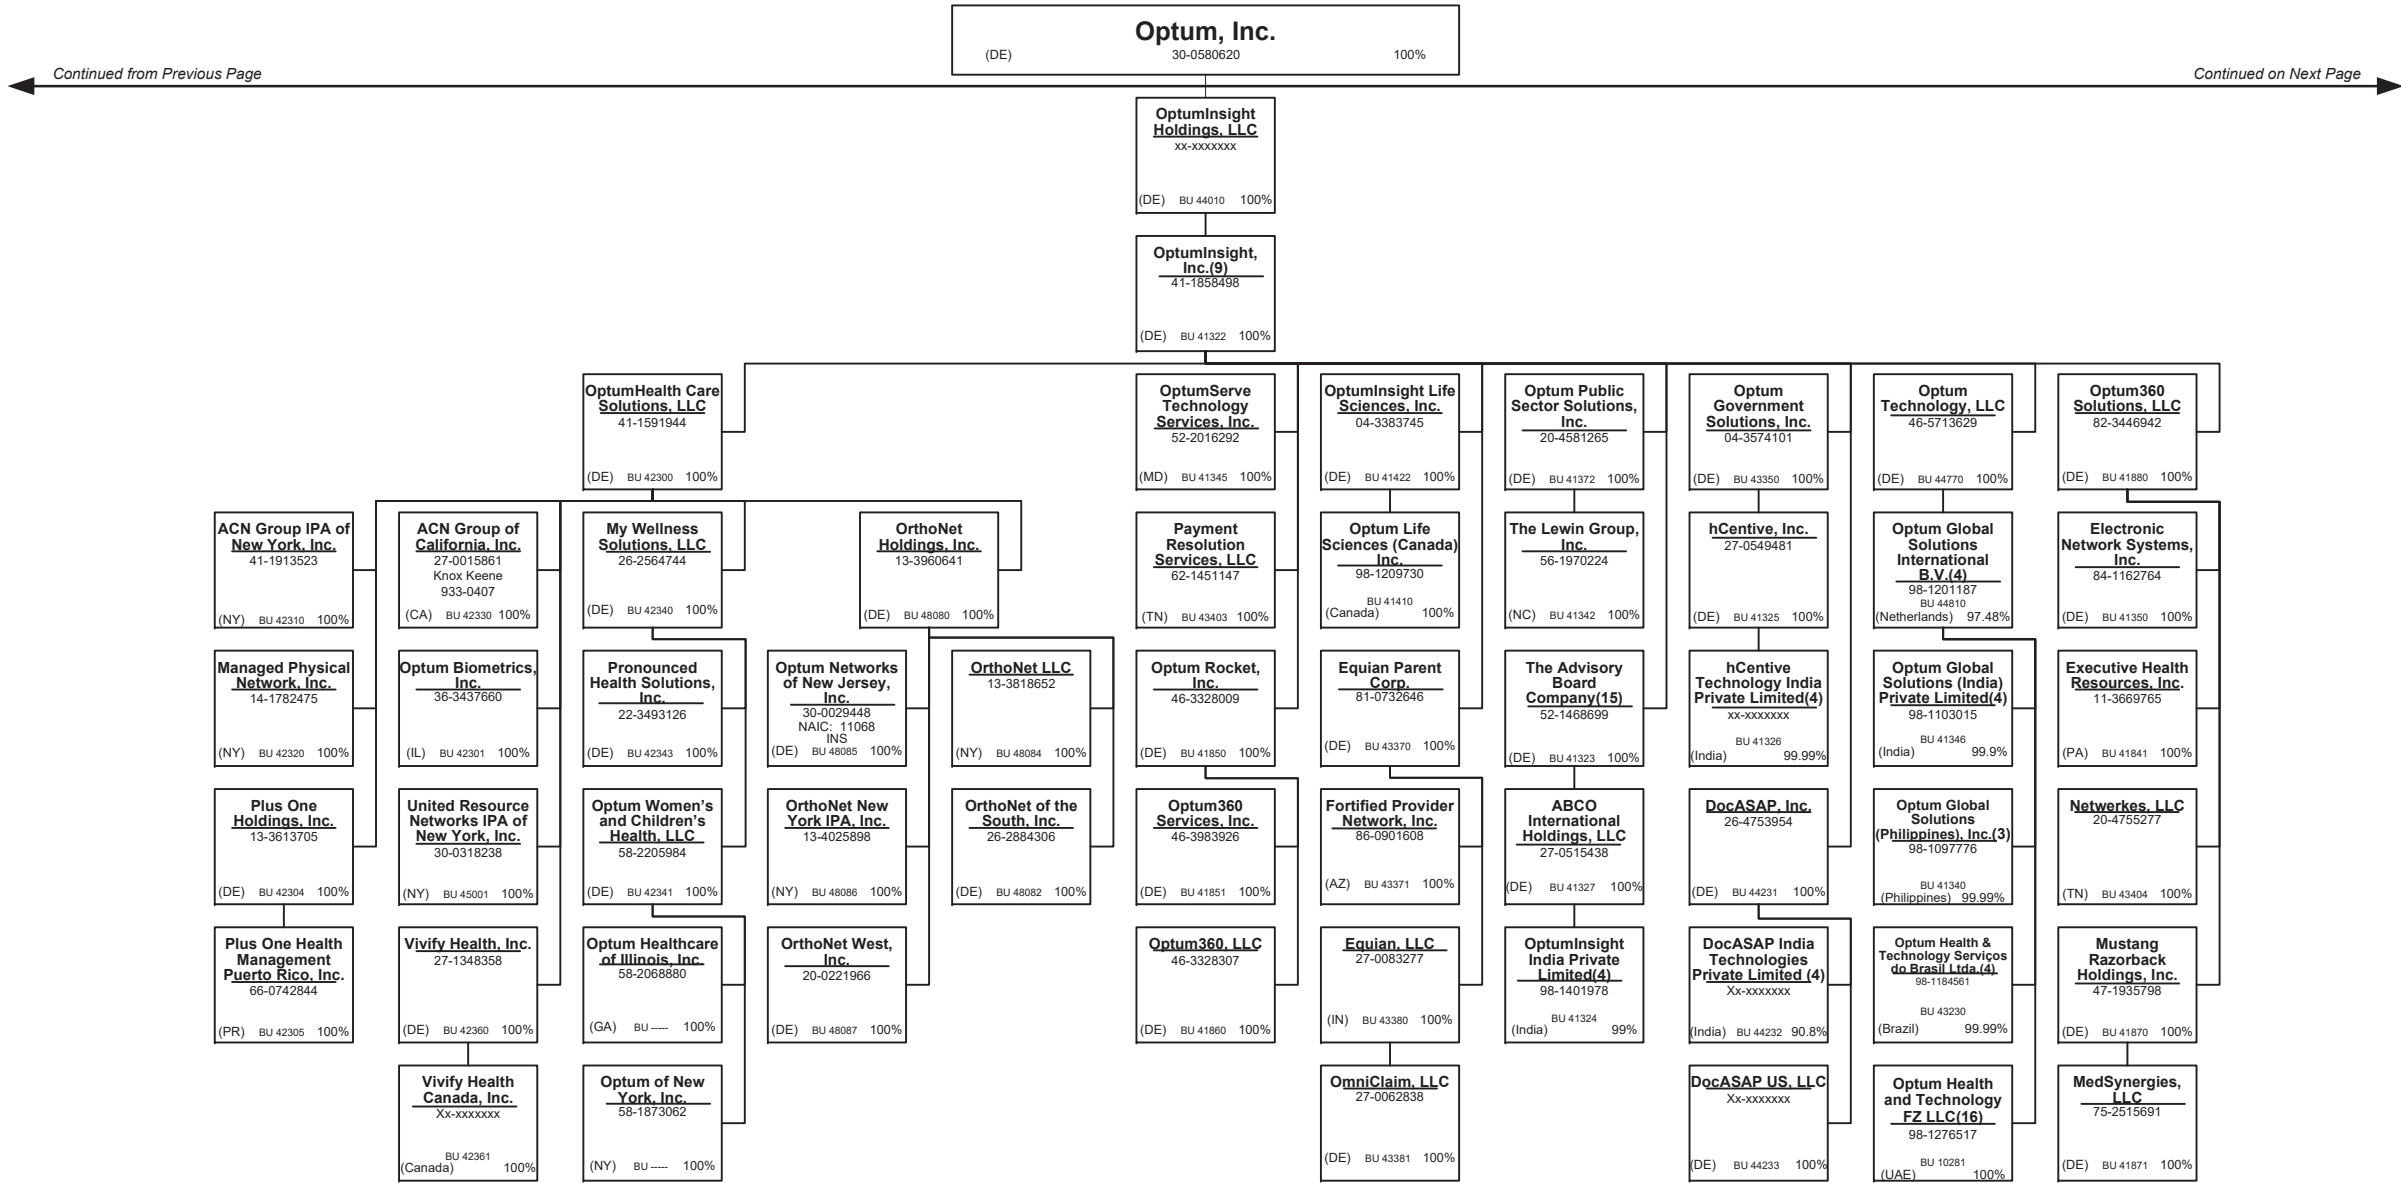 Optum, Inc.
(DE) 30-0580620 100%
Continued from Previous Page
Continued on Next Page
OptumInsight
Holdings, LLC
xx-xxxxxxx
(DE) BU 44010 100%
OptumInsight,
Inc.(9)
41-1858498
(DE) BU 41322 100%
OptumHealth Care
Solutions, LLC
41-1591944
(DE) BU 42300 100%
OptumServe
Technology
Services, Inc.
52-2016292
(MD) BU 41345 100%
OptumInsight Life
Sciences, Inc.
04-3383745
(DE) BU 41422 100%
Optum Public
Sector Solutions,
Inc.
20-4581265
(DE) BU 41372 100%
Optum
Government
Solutions, Inc.
04-3574101
(DE) BU 43350 100%
Optum
Technology, LLC
46-5713629
(DE) BU 44770 100%
Optum360
Solutions, LLC
82-3446942
(DE) BU 41880 100%
ACN Group IPA of
New York, Inc.
41-1913523
(NY) BU 42310 100%
ACN Group of
California, Inc.
27-0015861
Knox Keene
933-0407
(CA) BU 42330 100%
My Wellness
Solutions, LLC
26-2564744
(DE) BU 42340 100%
OrthoNet
Holdings, Inc.
13-3960641
(DE) BU 48080 100%
Payment
Resolution
Services, LLC
62-1451147
(TN) BU 43403 100%
Optum Life
Sciences (Canada)
Inc.
98-1209730
BU 41410
(Canada) 100%
The Lewin Group,
Inc.
56-1970224
(NC) BU 41342 100%
hCentive, Inc.
27-0549481
(DE) BU 41325 100%
Optum Global
Solutions
International
B.V.(4)
98-1201187
BU 44810
(Netherlands) 97.48%
Electronic
Network Systems,
Inc.
84-1162764
(DE) BU 41350 100%
Managed Physical
Network, Inc.
14-1782475
(NY) BU 42320 100%
Optum Biometrics,
Inc.
36-3437660
(IL) BU 42301 100%
Pronounced
Health Solutions,
Inc.
22-3493126
(DE) BU 42343 100%
Optum Networks
of New Jersey,
Inc.
30-0029448
NAIC: 11068
INS
(DE) BU 48085 100%
OrthoNet LLC
13-3818652
(NY) BU 48084 100%
Optum Rocket,
Inc.
46-3328009
(DE) BU 41850 100%
Equian Parent
Corp.
81-0732646
(DE) BU 43370 100%
The Advisory
Board
Company(15)
52-1468699
(DE) BU 41323 100%
hCentive
Technology India
Private Limited(4)
xx-xxxxxxx
BU 41326
(India) 99.99%
Optum Global
Solutions (India)
Private Limited(4)
98-1103015
BU 41346
(India) 99.9%
Executive Health
Resources, Inc.
11-3669765
(PA) BU 41841 100%
Plus One
Holdings, Inc.
13-3613705
(DE) BU 42304 100%
United Resource
Networks IPA of
New York, Inc.
30-0318238
(NY) BU 45001 100%
Optum Women's
and Children's
Health, LLC
58-2205984
(DE) BU 42341 100%
OrthoNet New
York IPA, Inc.
13-4025898
(NY) BU 48086 100%
OrthoNet of the
South, Inc.
26-2884306
(DE) BU 48082 100%
Optum360
Services, Inc.
46-3983926
(DE) BU 41851 100%
Fortified Provider
Network, Inc.
86-0901608
(AZ) BU 43371 100%
ABCO
International
Holdings, LLC
27-0515438
(DE) BU 41327 100%
DocASAP, Inc.
26-4753954
(DE) BU 44231 100%
Optum Global
Solutions
(Philippines), Inc.(3)
98-1097776
BU 41340
(Philippines) 99.99%
Netwerkes, LLC
20-4755277
(TN) BU 43404 100%
Plus One Health
Management
Puerto Rico, Inc.
66-0742844
(PR) BU 42305 100%
Vivify Health, Inc.
27-1348358
(DE) BU 42360 100%
Optum Healthcare
of Illinois, Inc.
58-2068880
(GA) BU ----- 100%
OrthoNet West,
Inc.
20-0221966
(DE) BU 48087 100%
Optum360, LLC
46-3328307
(DE) BU 41860 100%
Equian, LLC
27-0083277
(IN) BU 43380 100%
OptumInsight
India Private
Limited(4)
98-1401978
BU 41324
(India) 99%
DocASAP India
Technologies
Private Limited (4)
Xx-xxxxxxx
(India) BU 44232 90.8%
Optum Health &
Technology Serviços
do Brasil Ltda.(4)
98-1184561
BU 43230
(Brazil) 99.99%
Mustang
Razorback
Holdings, Inc.
47-1935798
(DE) BU 41870 100%
Vivify Health
Canada, Inc.
Xx-xxxxxxx
BU 42361
(Canada) 100%
Optum of New
York, Inc.
58-1873062
(NY) BU ----- 100%
OmniClaim, LLC
27-0062838
(DE) BU 43381 100%
DocASAP US, LLC
Xx-xxxxxxx
(DE) BU 44233 100%
Optum Health
and Technology
FZ LLC(16)
98-1276517
BU 10281
(UAE) 100%
MedSynergies,
LLC
75-2515691
(DE) BU 41871 100%